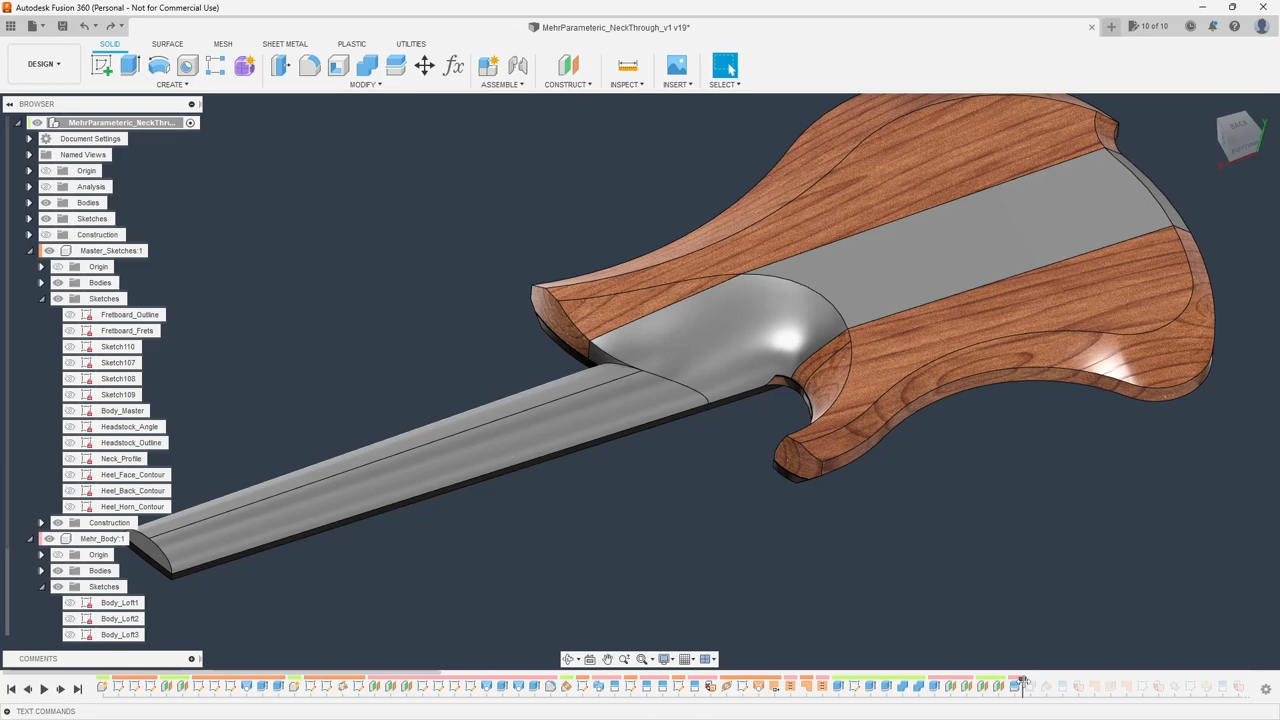 Autodesk Fusion 360 (Personal - Not for Commercial Use)
MehrParameteric_NeckThrough_v1 v19*
10 of 10
SOLID
SURFACE
MESH
SHEET METAL
PLASTIC
UTILITIES
DESIGN
CREATE
MODIFY
ASSEMBLE
CONSTRUCT
INSPECT
INSERT
SELECT
BROWSER
MehrParameteric_NeckThru...
Document Settings
Named Views
Origin
Analysis
Bodies
Sketches
Construction
Master_Sketches:1
Origin
Bodies
Sketches
Fretboard_Outline
Fretboard_Frets
Sketch110
Sketch107
Sketch108
Sketch109
Body_Master
Headstock_Angle
Headstock_Outline
Neck_Profile
Heel_Face_Contour
Heel_Back_Contour
Heel_Horn_Contour
Construction
Mehr_Body':1
Origin
Bodies
Sketches
Body_Loft1
Body_Loft2
Body_Loft3
BACK
COMMENTS
TEXT COMMANDS